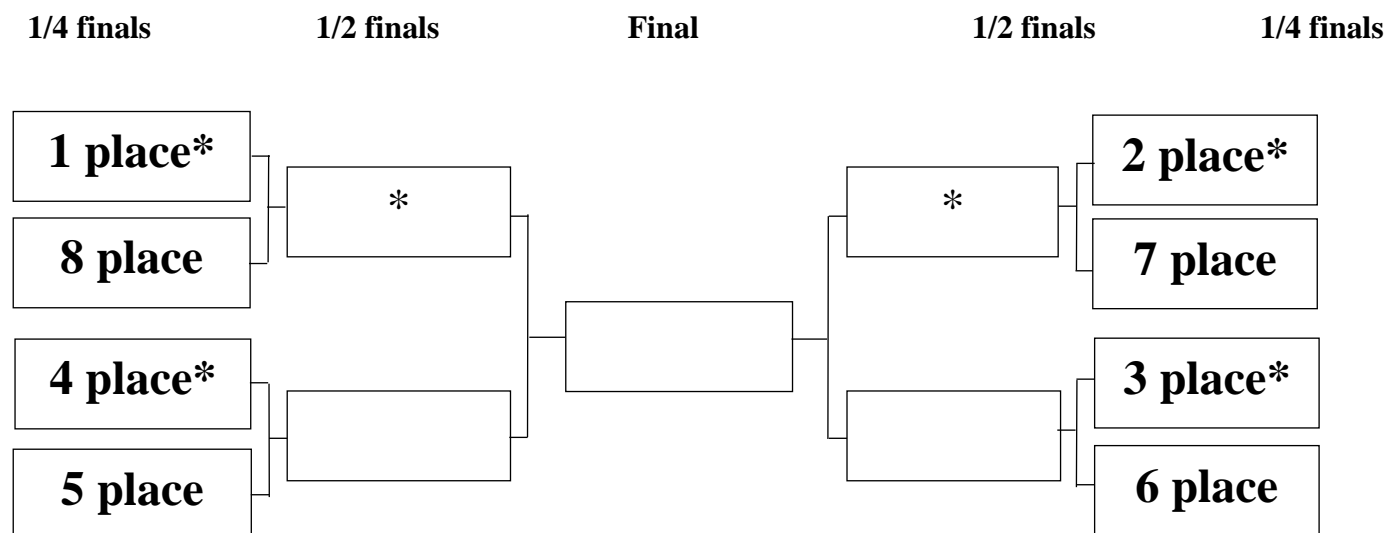 1/4 finals 1/2 finals Final 1/2 finals 1/4 finals
1 place*
8 place
4 place*
5 place
*
*
2 place*
7 place
3 place*
6 place